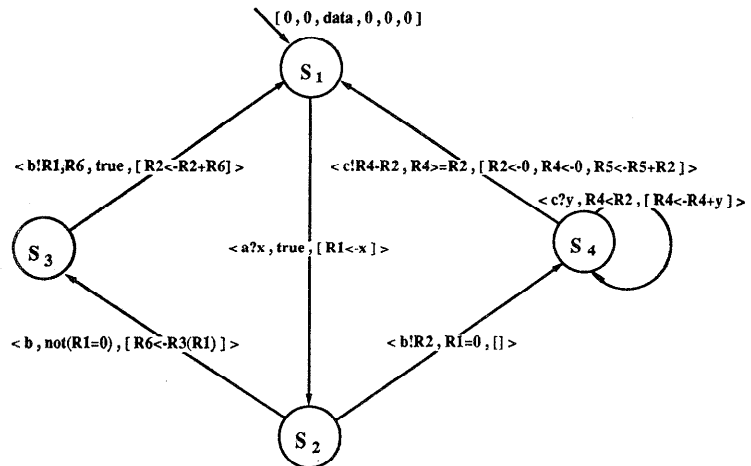 [ 0 , 0 , data , 0 , 0 , 0 ]
S1
< b!R1,R6 , true , [ R2<-R2+R6] >
< c!R4-R2 , R4>=R2 , [ R2<-0 , R4<-0 , R5<-R5+R2 ] >
< c?y , R4<R2 , [ R4<-R4+y ] >
S3
< a?x , true , [ R1<-x ] >
S4
< b , not(R1=0) , [ R6<-R3(R1) ] >
< b!R2 , R1=0 , [] >
S2